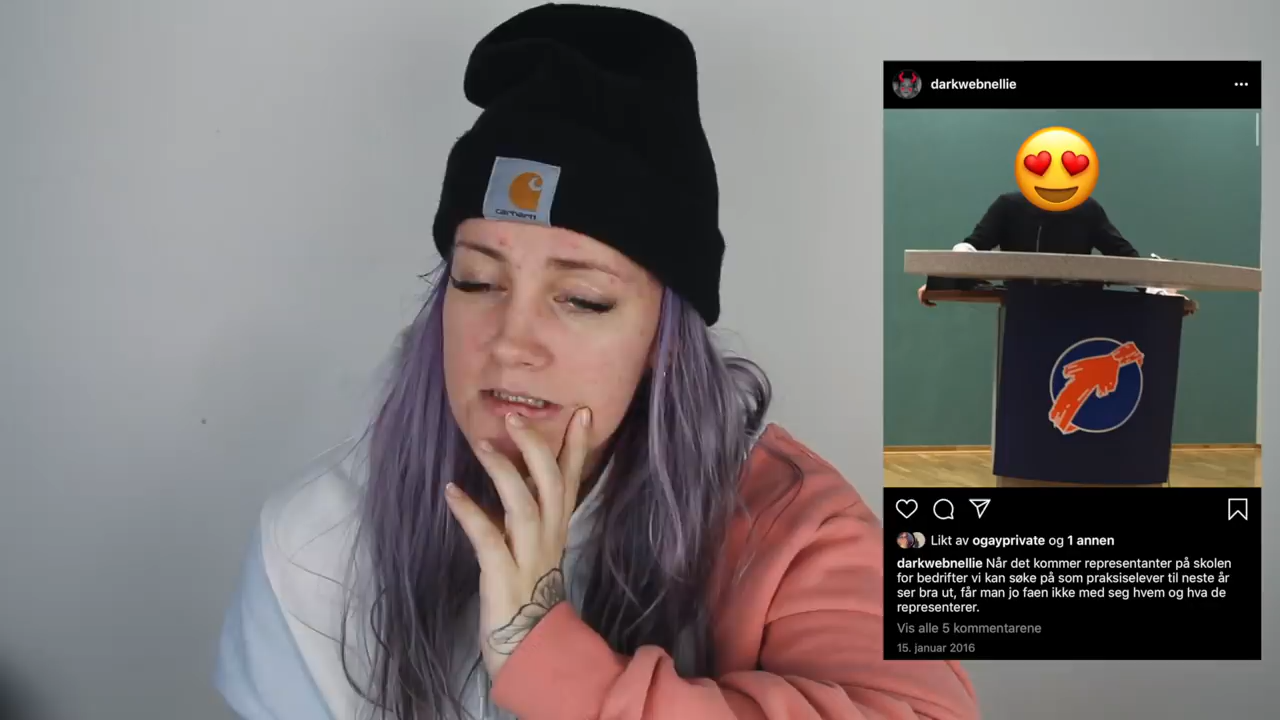 carhartt
darkwebnellie
Likt av ogayprivate og 1 annen
darkwebnellie Når det kommer representanter på skolen
for bedrifter vi kan søke på som praksiselever til neste år
ser bra ut, får man jo faen ikke med seg hvem og hva de
representerer.
Vis alle 5 kommentarene
15. januar 2016